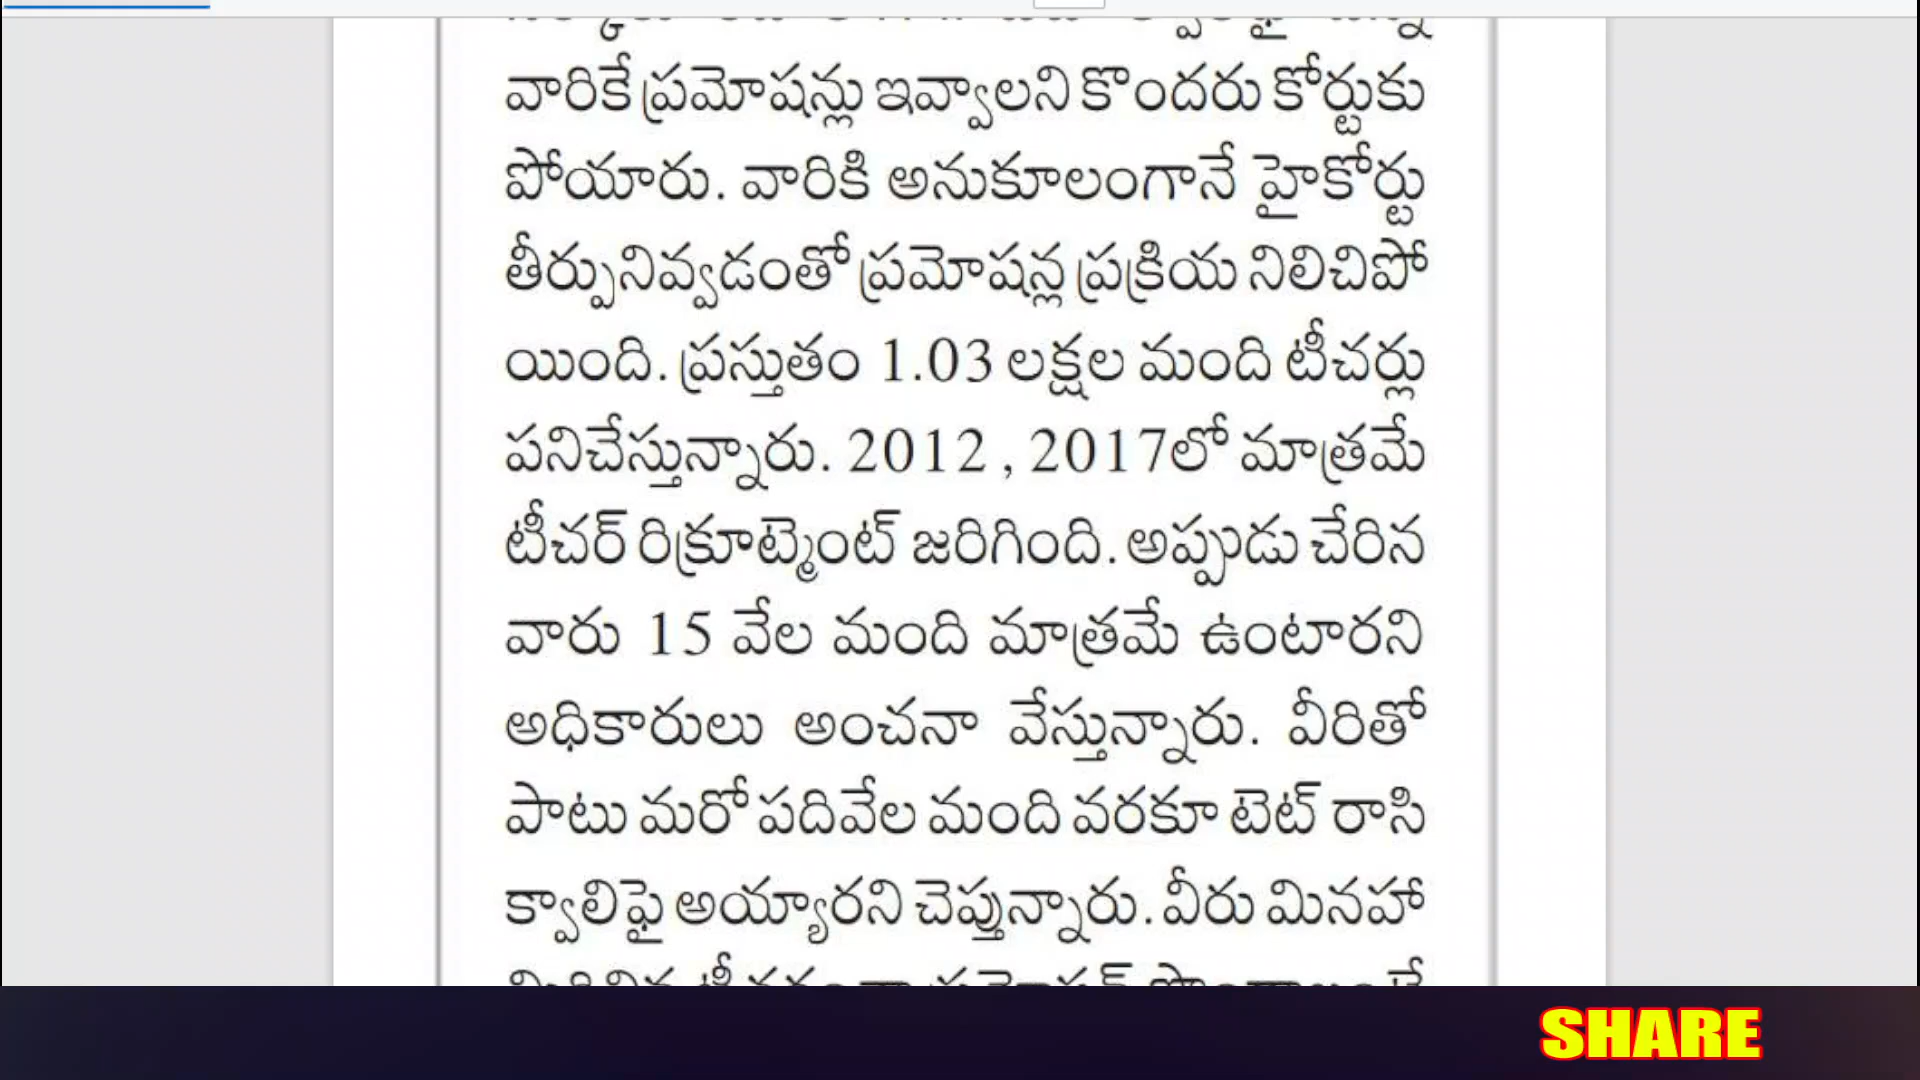 వారికే ప్రమోషన్లు ఇవ్వాలని కొందరు కోర్టుకు
పోయారు. వారికి అనుకూలంగానే హైకోర్టు
తీర్పునివ్వడంతో ప్రమోషన్ల ప్రక్రియ నిలిచిపో
యింది. ప్రస్తుతం 1.03 లక్షల మంది టీచర్లు
పనిచేస్తున్నారు. 2012, 2017లో మాత్రమే
టీచర్ రిక్రూట్మెంట్ జరిగింది. అప్పుడు చేరిన
వారు 15 వేల మంది మాత్రమే ఉంటారని
అధికారులు అంచనా వేస్తున్నారు. వీరితో
పాటు మరో పదివేల మంది వరకూ టెట్ రాసి
క్వాలిఫై అయ్యారని చెప్తున్నారు. వీరు మినహా
SHARE